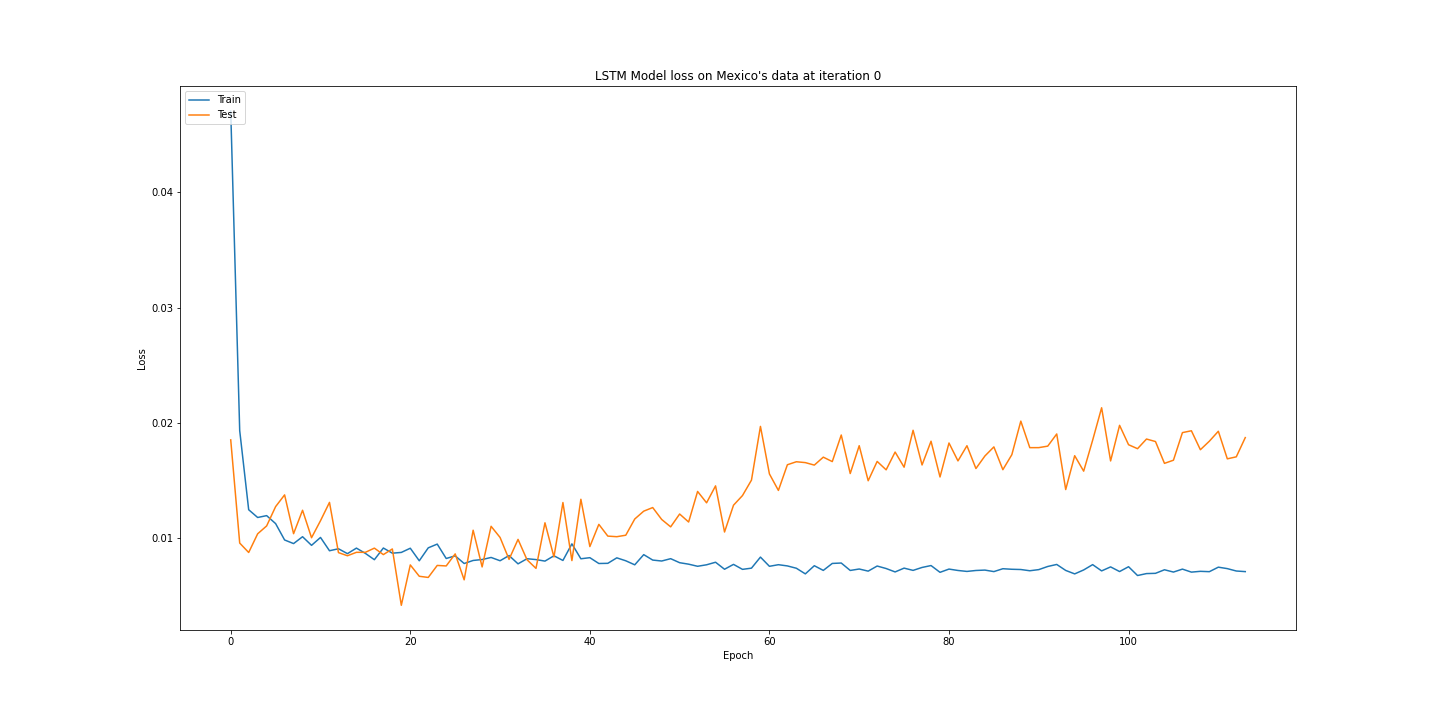 LSTM Model loss on Mexico's data at iteration 0
Train
Test
0.04
0.03
0.02
0.01
Loss
0 20 40 60 80 100
Epoch